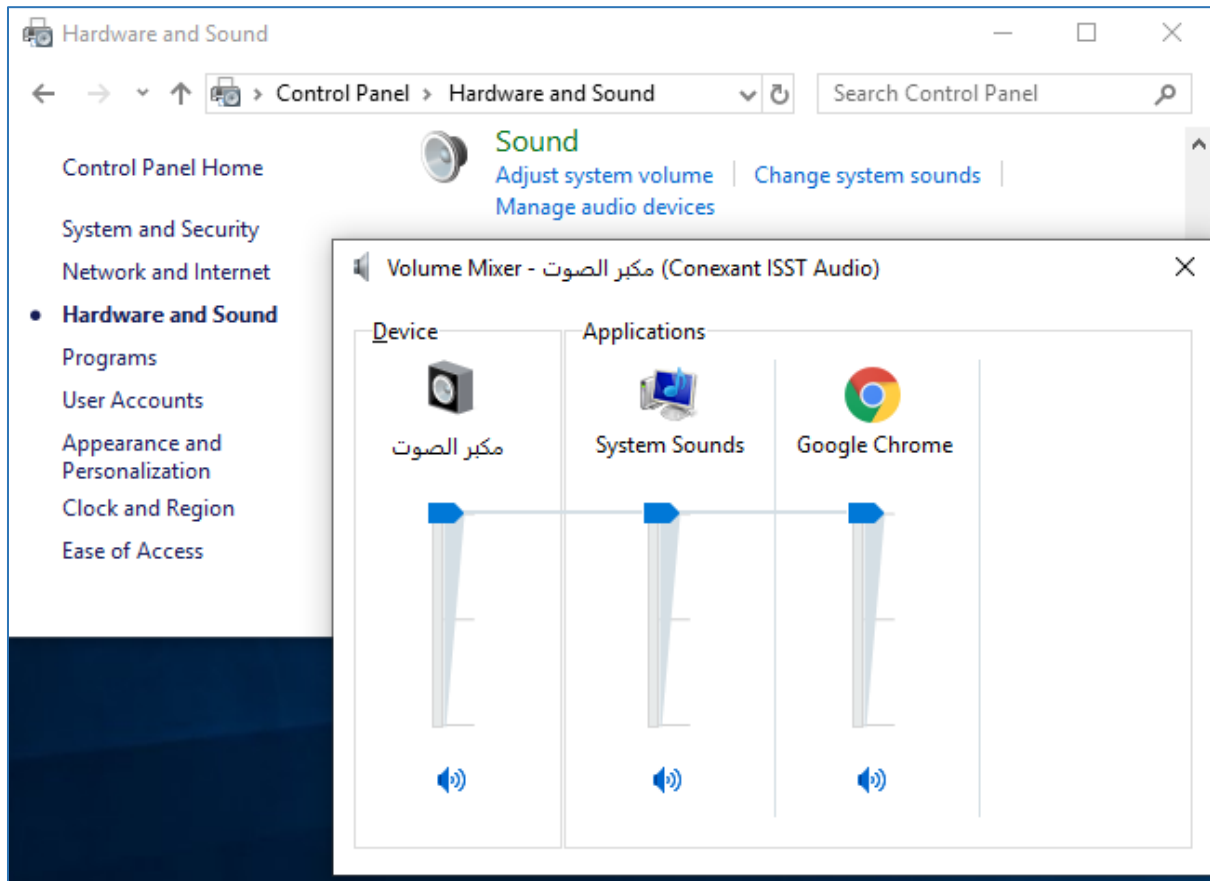 Hardware and Sound
Control Panel > Hardware and Sound
Search Control Panel
Control Panel Home
System and Security
Network and Internet
Hardware and Sound
Programs
User Accounts
Appearance and
Personalization
Clock and Region
Ease of Access
Sound
Adjust system volume
Change system sounds
Manage audio devices
Volume Mixer - مكبر الصوت (Conexant ISST Audio)
Device
Applications
مكبر الصوت
System Sounds
Google Chrome